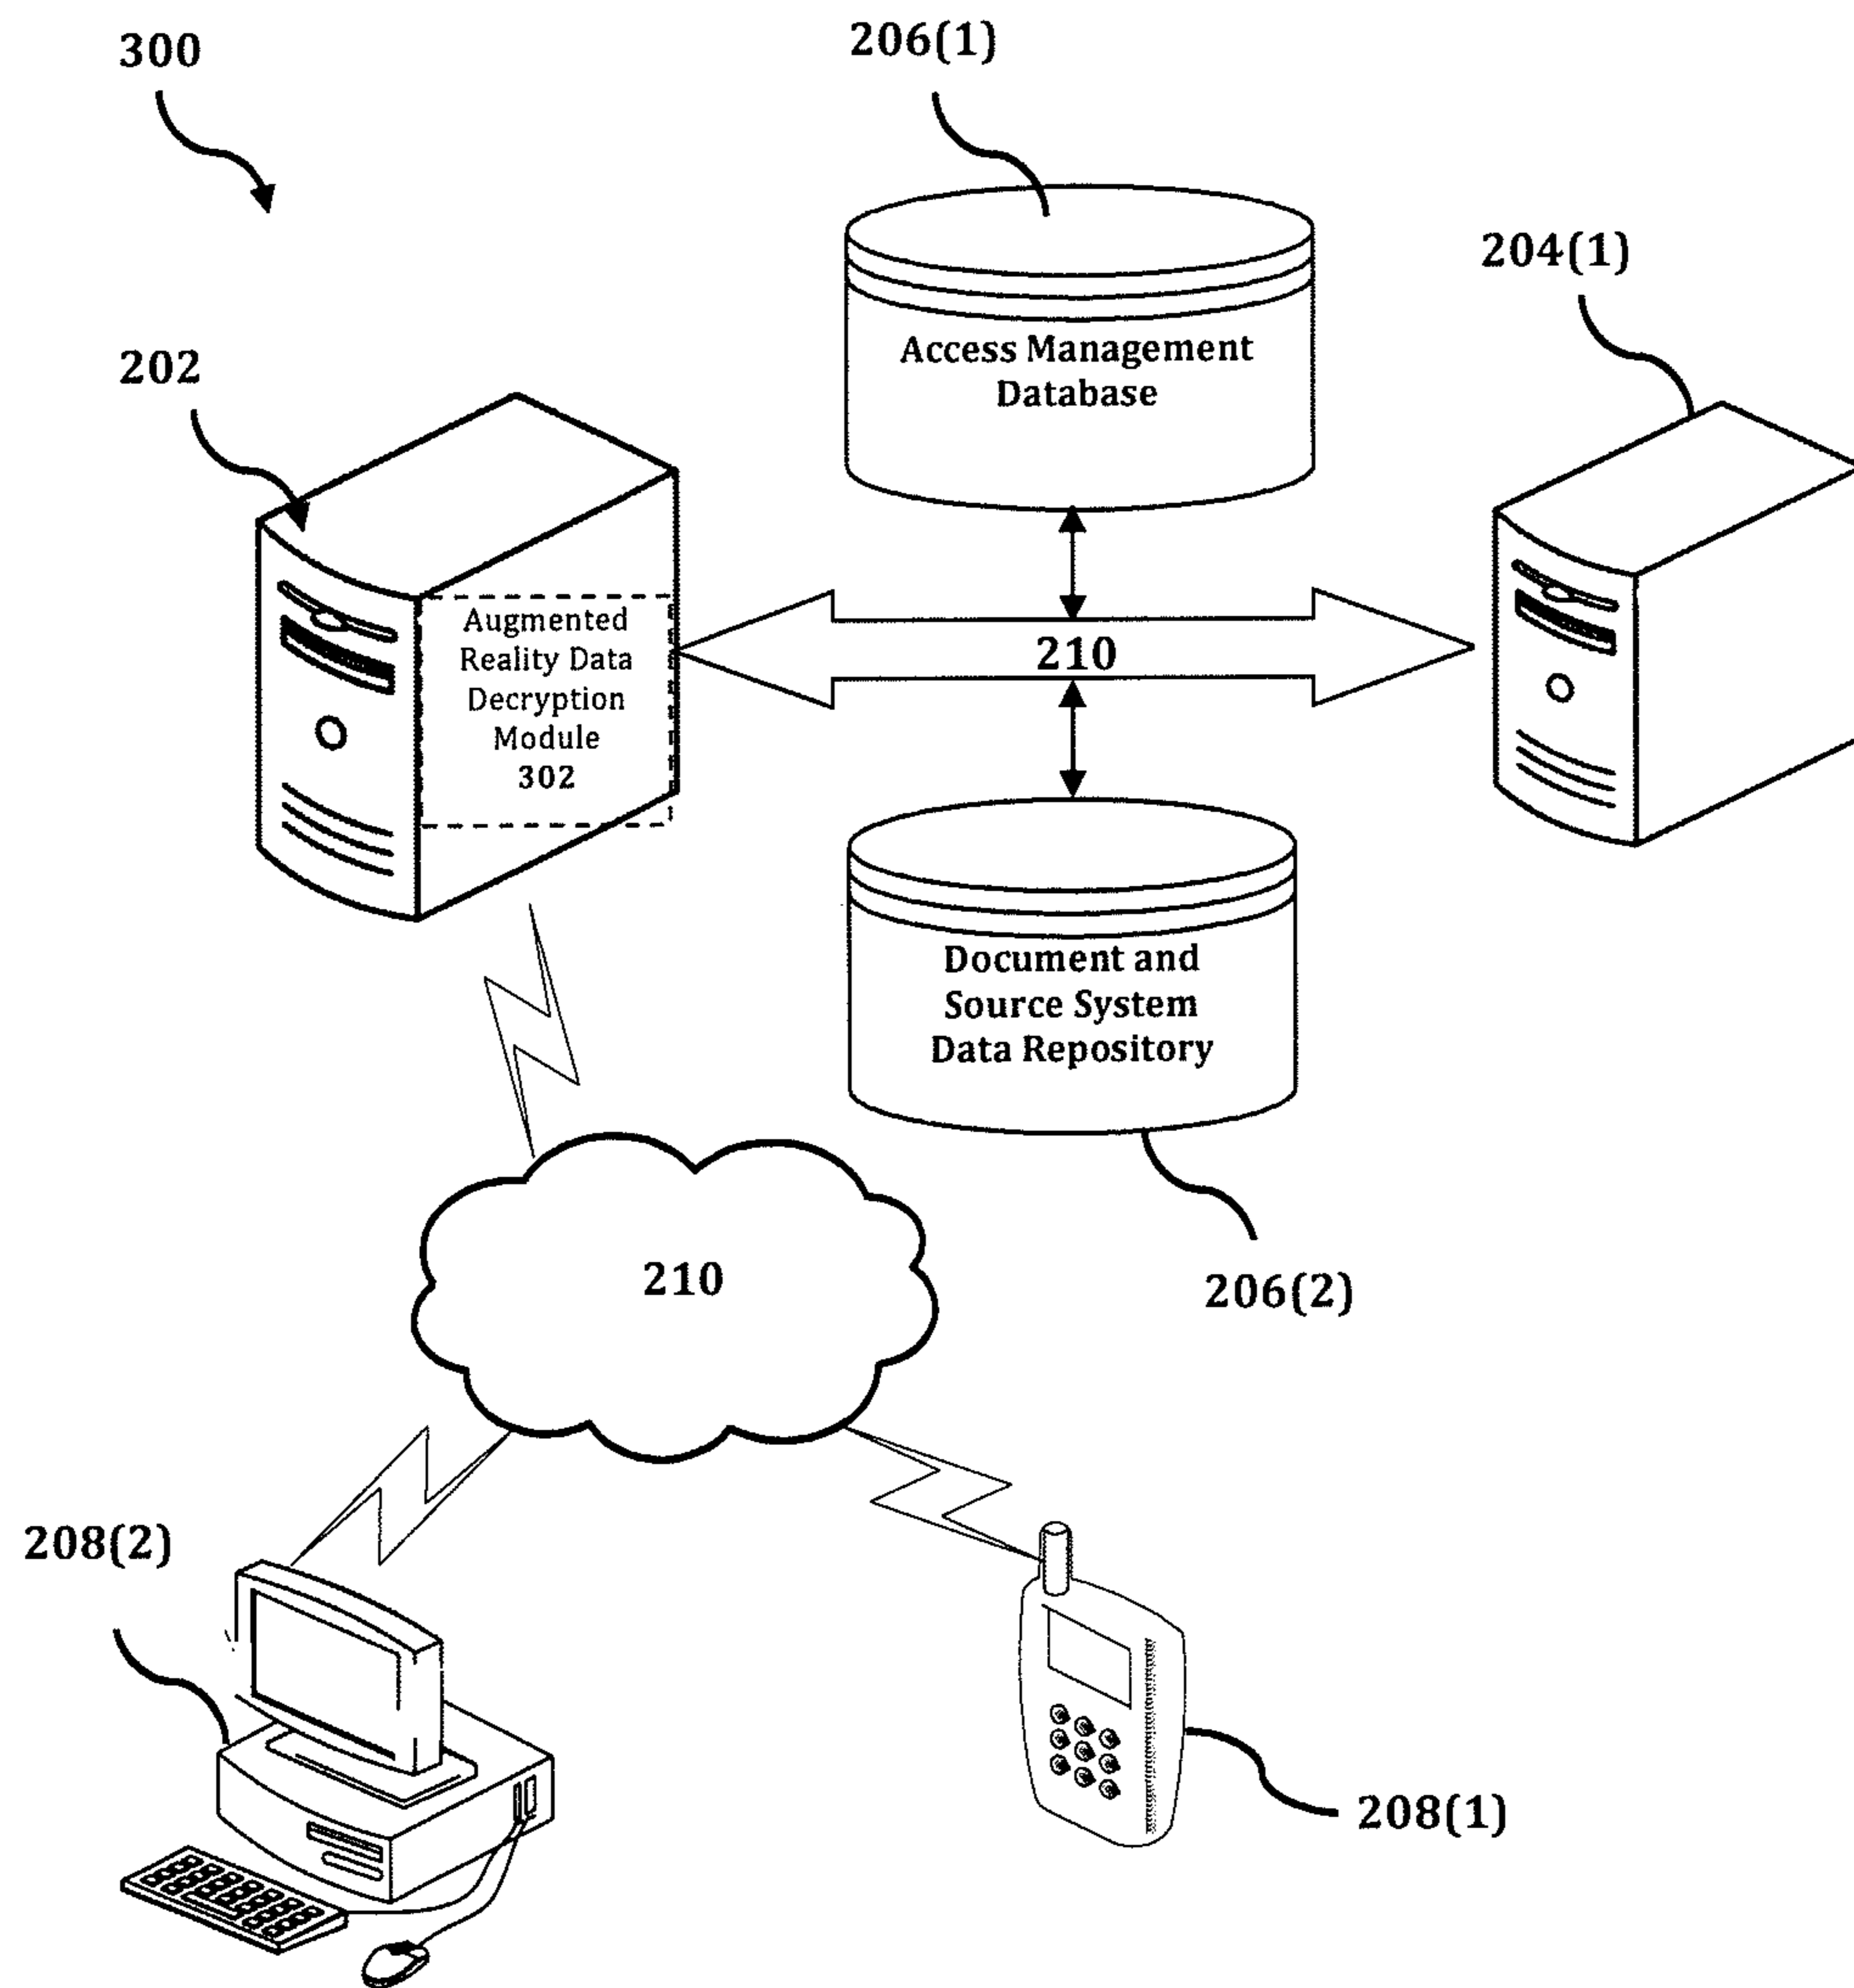 300
206(1)
204(1)
202
Access Management
Database
Augmented
Reality Data
Decryption
Module
302
210
Document and
Source System
Data Repository
206(2)
210
208(2)
208(1)